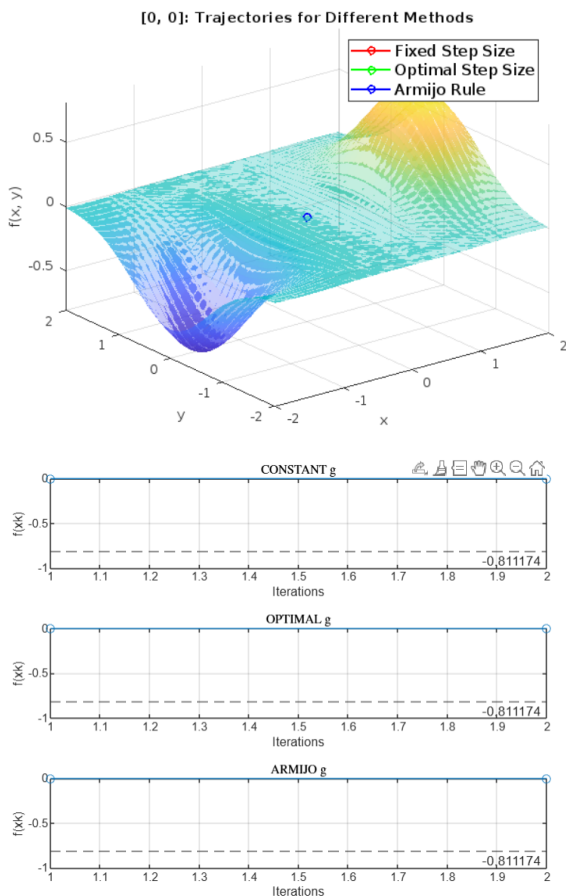 [0, 0]: Trajectories for Different Methods
Fixed Step Size
Optimal Step Size
Armijo Rule
f(x, y)
0.5
0
-0.5
2
1
0
-1
-2
y
-2
-1
0
1
2
x
CONSTANT g
f(xk)
0
-0.5
-1
-0,811174
1 1.1 1.2 1.3 1.4 1.5 1.6 1.7 1.8 1.9 2
Iterations
OPTIMAL g
f(xk)
0
-0.5
-1
-0,811174
1 1.1 1.2 1.3 1.4 1.5 1.6 1.7 1.8 1.9 2
Iterations
ARMIJO g
f(xk)
0
-0.5
-1
-0,811174
1 1.1 1.2 1.3 1.4 1.5 1.6 1.7 1.8 1.9 2
Iterations